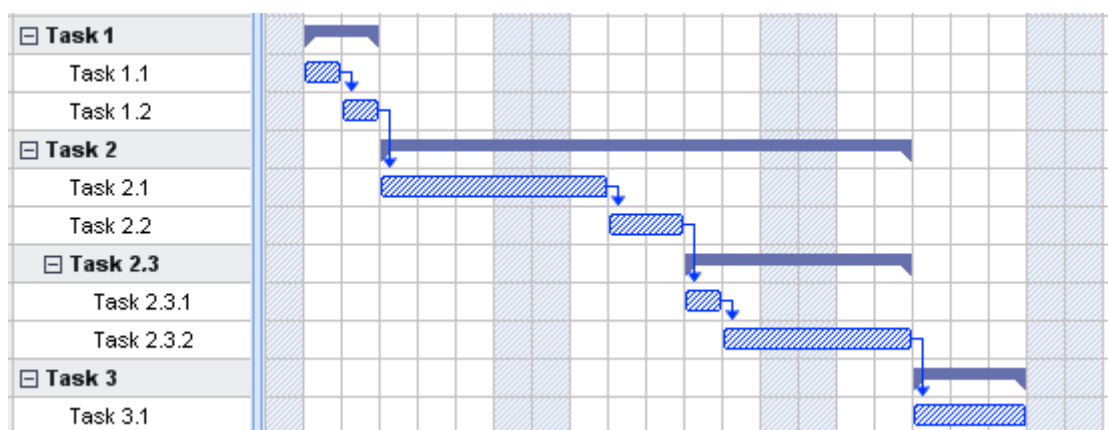 Task 1
Task 1.1
Task 1.2
Task 2
Task 2.1
Task 2.2
Task 2.3
Task 2.3.1
Task 2.3.2
Task 3
Task 3.1